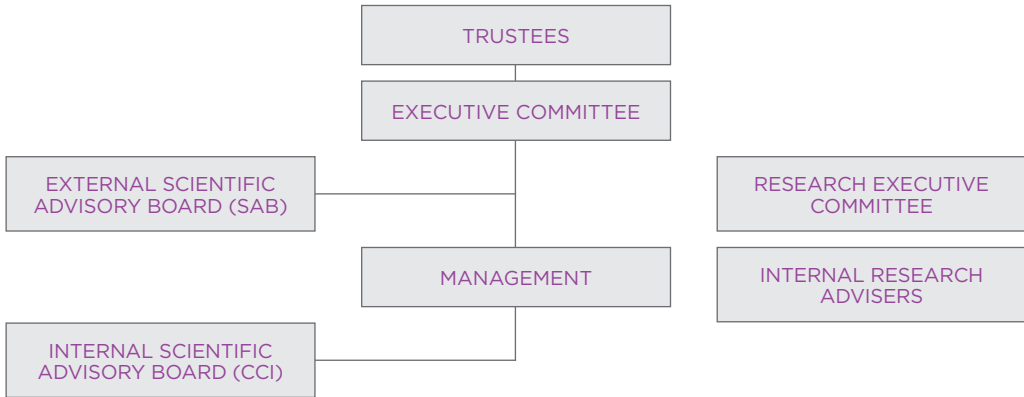 TRUSTEES
EXECUTIVE COMMITTEE
EXTERNAL SCIENTIFIC
ADVISORY BOARD (SAB)
RESEARCH EXECUTIVE
COMMITTEE
MANAGEMENT
INTERNAL RESEARCH
ADVISERS
INTERNAL SCIENTIFIC
ADVISORY BOARD (CCI)